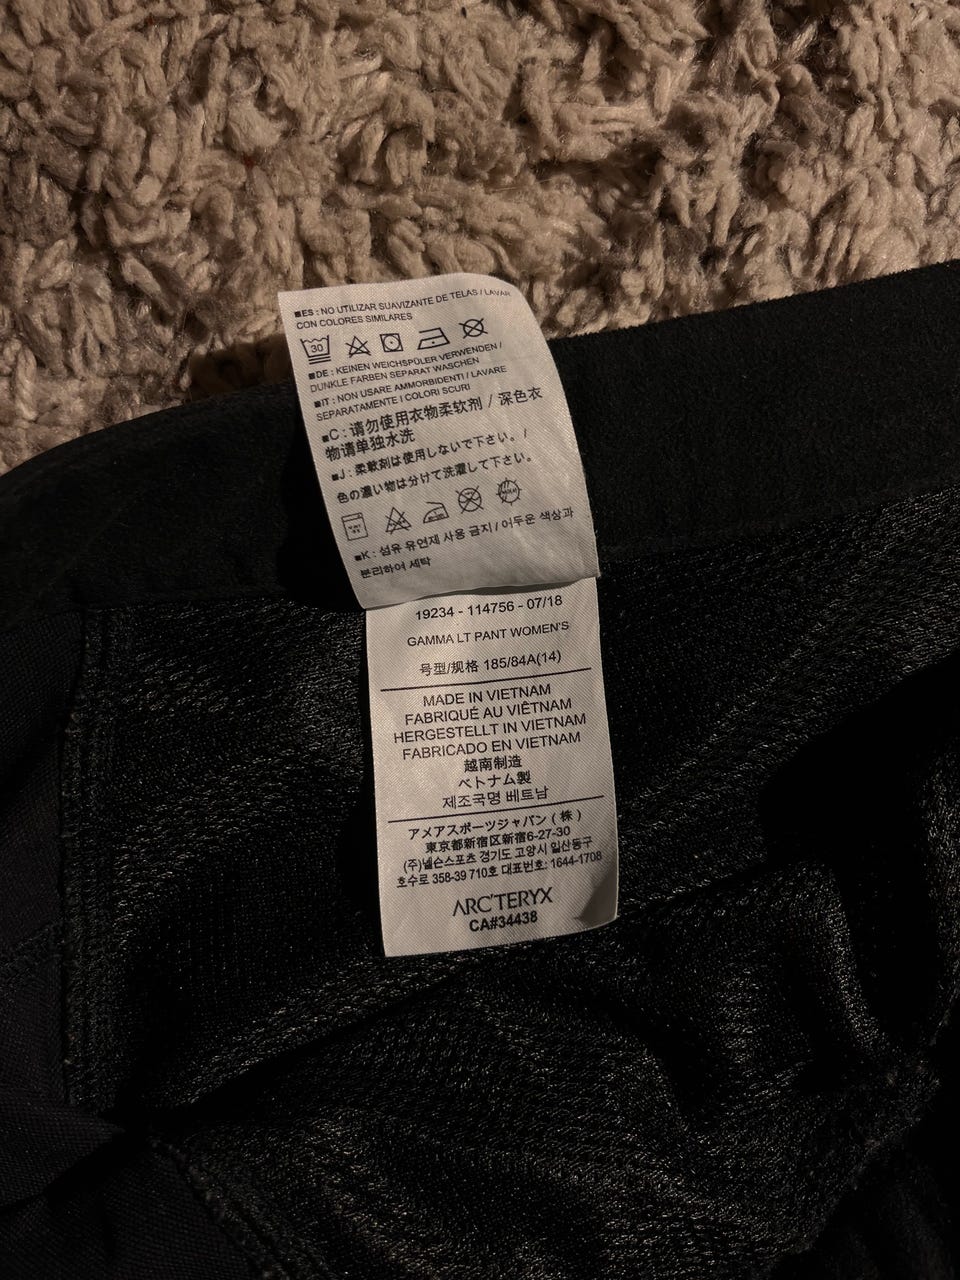 ■ES : NO UTILIZAR SUAVIZANTE DE TELAS / LAVAR
CON COLORES SIMILARES
30
■DE : KEINEN WEICHSPÜLER VERWENDEN /
DUNKLE FARBEN SEPARAT WASCHEN
■IT : NON USARE AMMORBIDENTI / LAVARE
SEPARATAMENTE I COLORI SCURI
■C : 请勿使用衣物柔软剂 / 深色衣
物请单独水洗
■J : 柔軟剤は使用しないで下さい。 /
色の濃い物は分けて洗濯して下さい。
■K : 섬유 유연제 사용 금지 / 어두운 색상과
분리하여 세탁
19234 - 114756 - 07/18
GAMMA LT PANT WOMEN'S
号型/规格 185/84A(14)
MADE IN VIETNAM
FABRIQUÉ AU VIÊTNAM
HERGESTELLT IN VIETNAM
FABRICADO EN VIETNAM
越南制造
ベトナム製
제조국명 베트남
アメアスポーツジャパン ( 株 )
東京都新宿区新宿6-27-30
(주)넬슨스포츠 경기도 고양시 일산동구
호수로 358-39 710호 대표번호: 1644-1708
ARC'TERYX
CA#34438